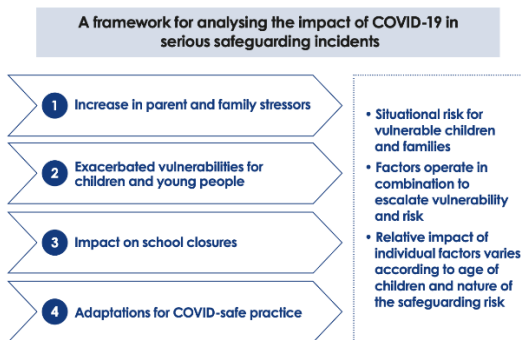 A framework for analysing the impact of COVID-19 in
serious safeguarding incidents
1 Increase in parent and family stressors
2 Exacerbated vulnerabilities for
children and young people
3 Impact on school closures
4 Adaptations for COVID-safe practice
• Situational risk for
vulnerable children
and families
• Factors operate in
combination to
escalate vulnerability
and risk
• Relative impact of
individual factors varies
according to age of
children and nature of
the safeguarding risk